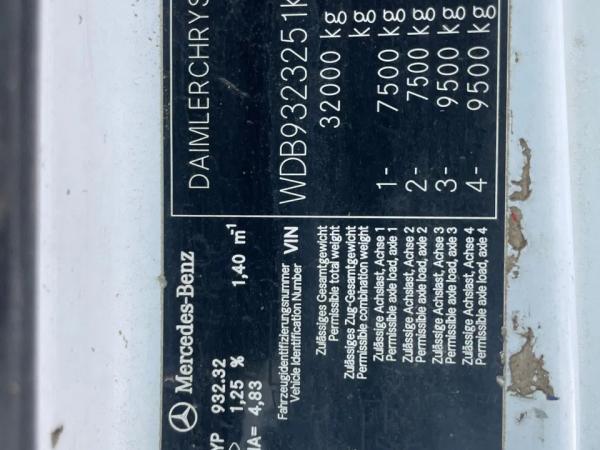 Mercedes-Benz
DAIMLERCHRYS
932.32
1,25 % 1,40 m-1
= 4,83
Fahrzeugidentifizierungsnummer
Vehicle Identification Number VIN WDB9323251
Zulässiges Gesamtgewicht
Permissible total weight 32000 kg
Zulässiges Zug-Gesamtgewicht
Permissible combination weight kg
Zulässige Achslast, Achse 1
Permissible axle load, axle 1 1- 7500 kg
Zulässige Achslast, Achse 2
Permissible axle load, axle 2 2- 7500 kg
Zulässige Achslast, Achse 3
Permissible axle load, axle 3 3- 9500 kg
Zulässige Achslast, Achse 4
Permissible axle load, axle 4 4- 9500 kg